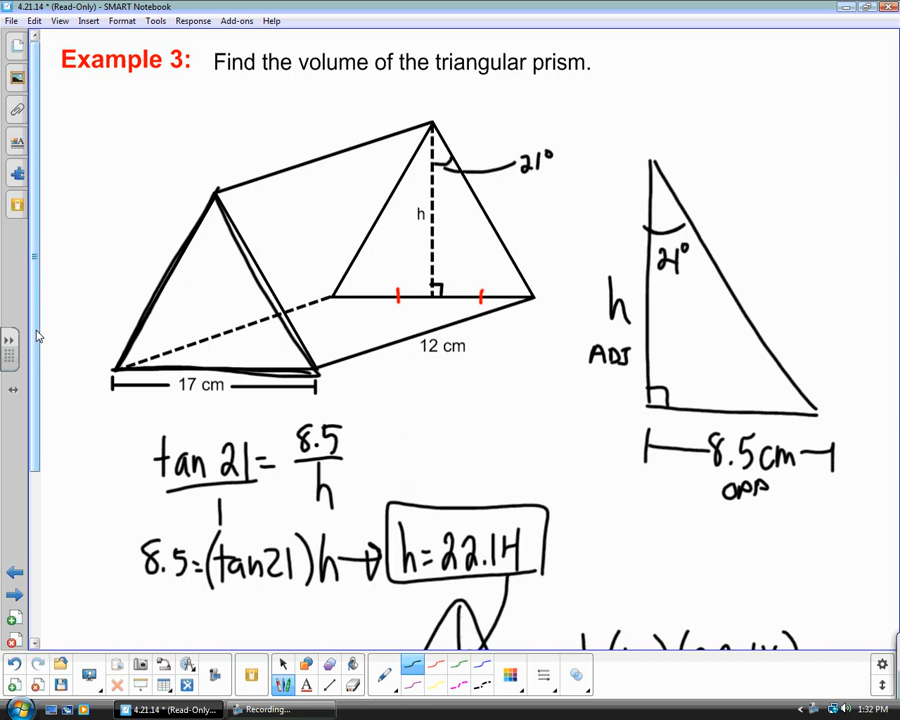 4.21.14 * (Read-Only) - SMART Notebook
File Edit View Insert Format Tools Response Add-ons Help
Example 3: Find the volume of the triangular prism.
21°
h
12 cm
17 cm
21°
h
ADJ
8.5cm
OPP
tan 21 = 8.5
1 h
8.5=(tan21)h → h=22.14
4.21.14 * (Read-Only)...
Recording...
1:32 PM